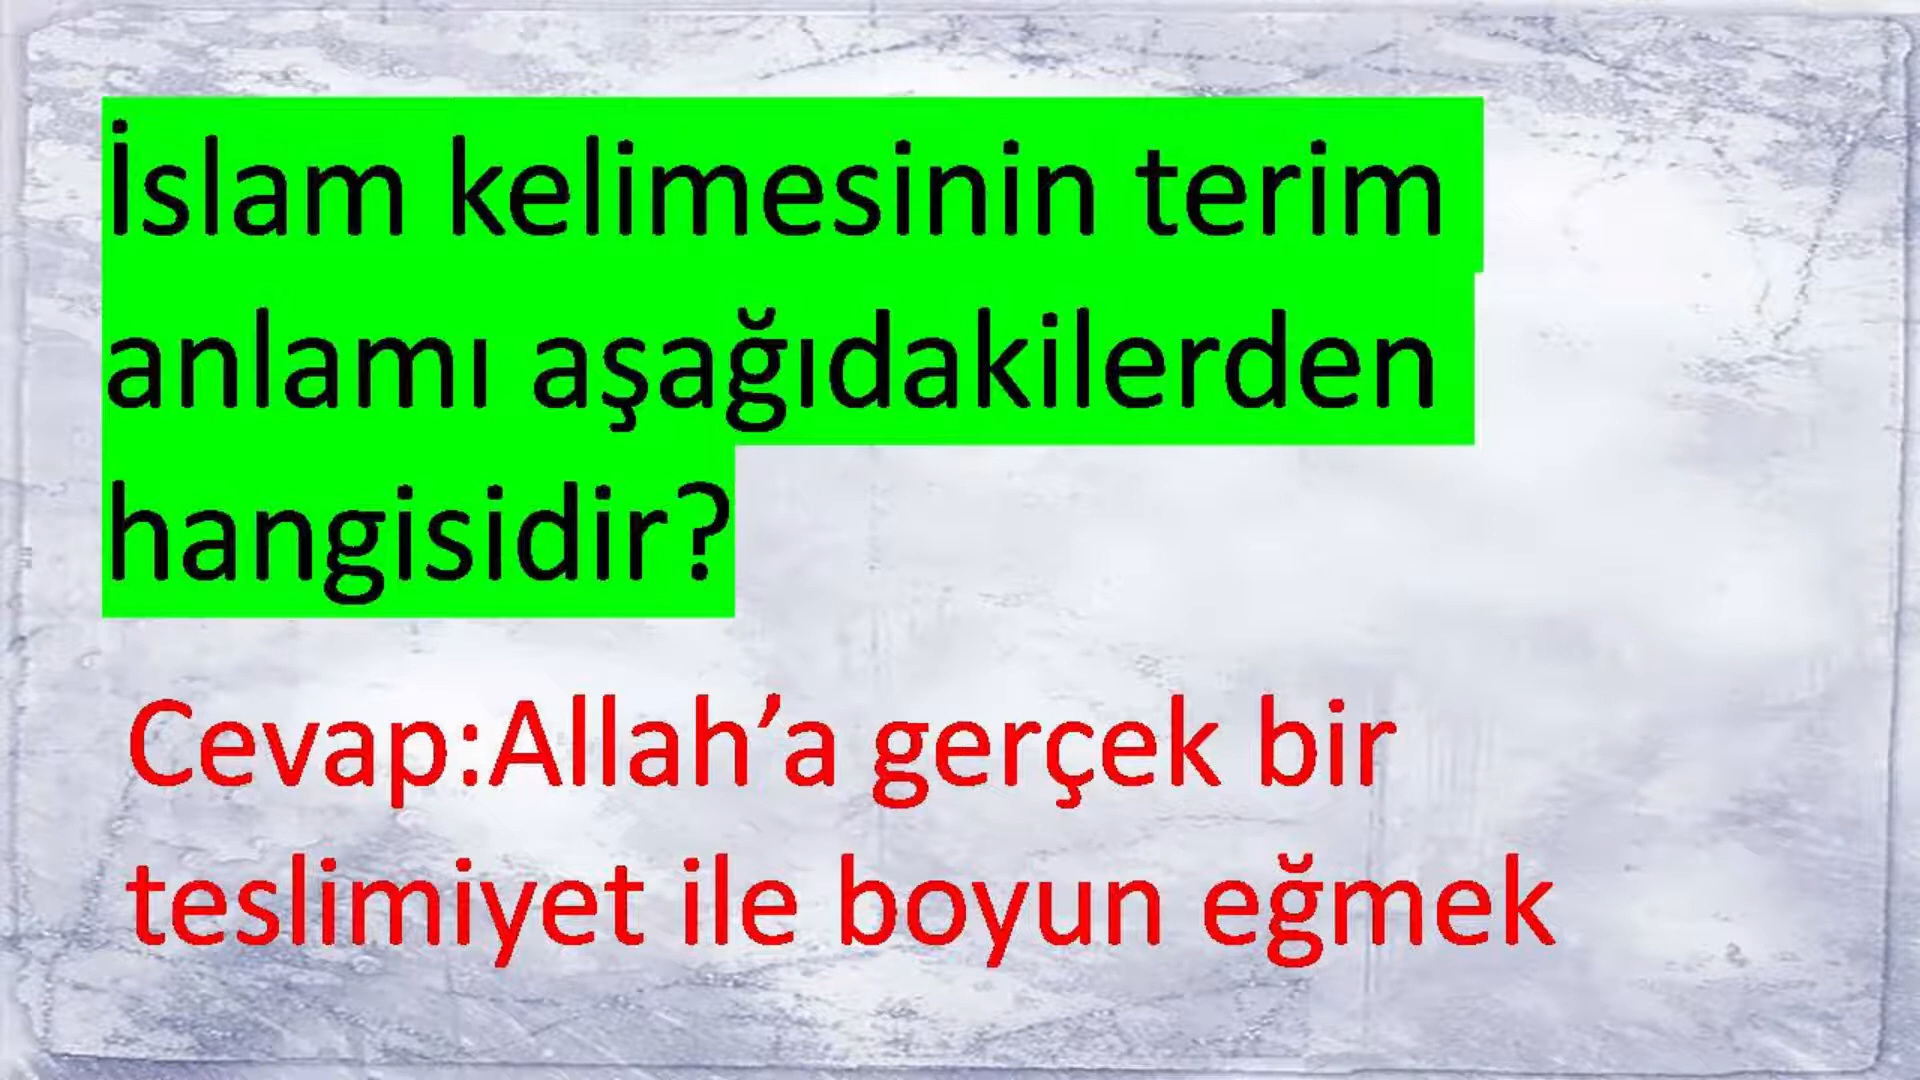 İslam kelimesinin terim
anlamı aşağıdakilerden
hangisidir?
Cevap:Allah’a gerçek bir
teslimiyet ile boyun eğmek